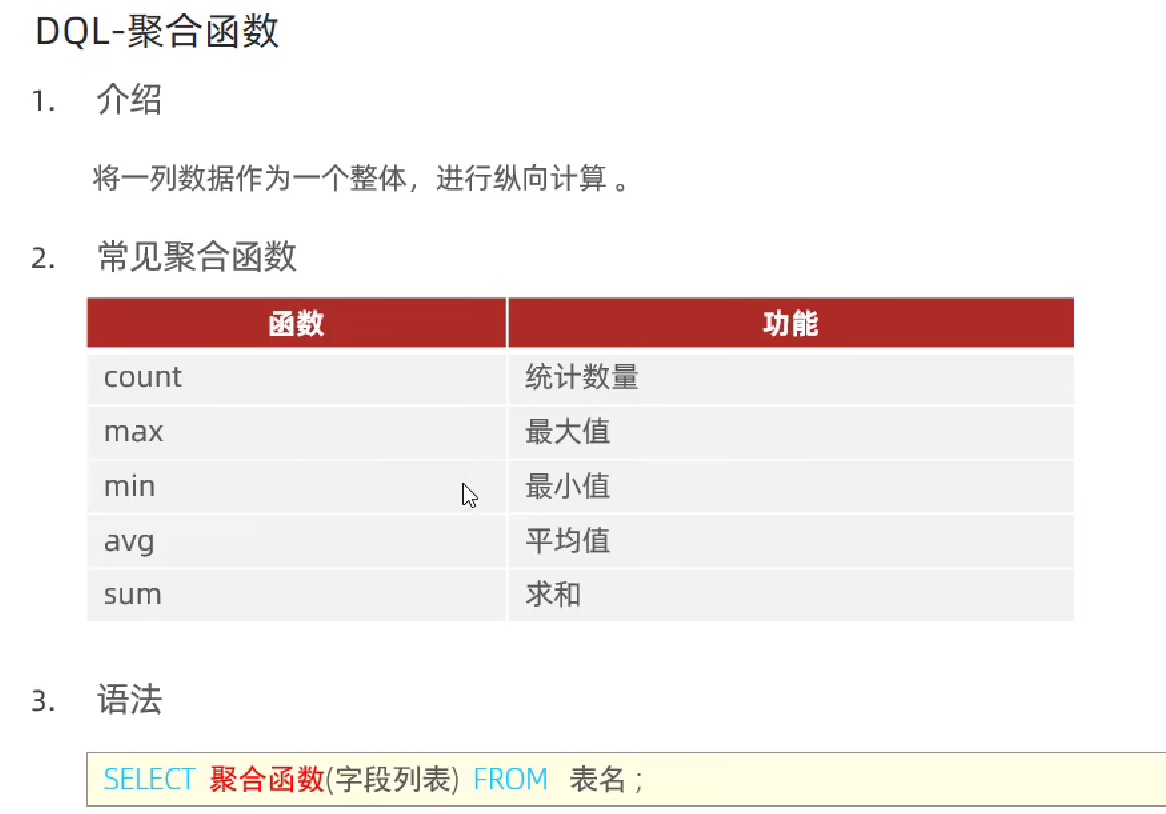 DQL-聚合函数
1. 介绍
将一列数据作为一个整体，进行纵向计算 。
2. 常见聚合函数
函数 功能
count 统计数量
max 最大值
min 最小值
avg 平均值
sum 求和
3. 语法
SELECT 聚合函数(字段列表) FROM 表名 ;